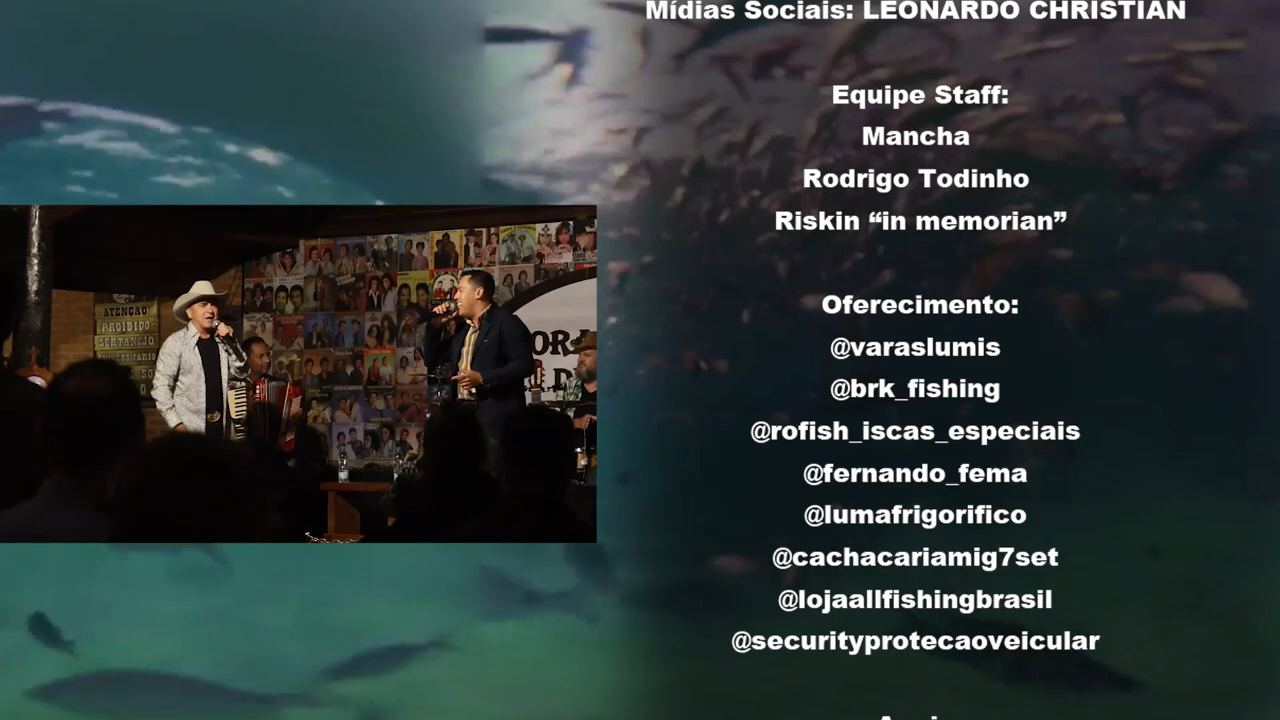 Mídias Sociais: LEONARDO CHRISTIAN
Equipe Staff:
Mancha
Rodrigo Todinho
Riskin “in memorian”
Oferecimento:
@varaslumis
@brk_fishing
@rofish_iscas_especiais
@fernando_fema
@lumafrigorifico
@cachacariamig7set
@lojaallfishingbrasil
@securityprotecaoveicular
ATENÇÃO
PROIBIDO
SERTANEJO
UNIVERSITARIO